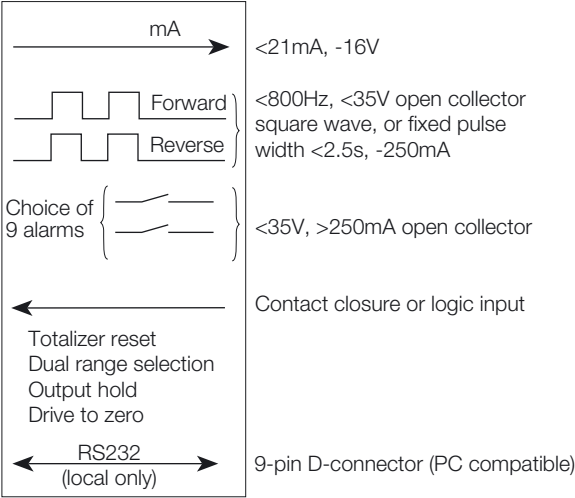 mA
<21mA, -16V
Forward
Reverse
<800Hz, <35V open collector
square wave, or fixed pulse
width <2.5s, -250mA
Choice of
9 alarms
<35V, >250mA open collector
Contact closure or logic input
Totalizer reset
Dual range selection
Output hold
Drive to zero
RS232
(local only)
9-pin D-connector (PC compatible)